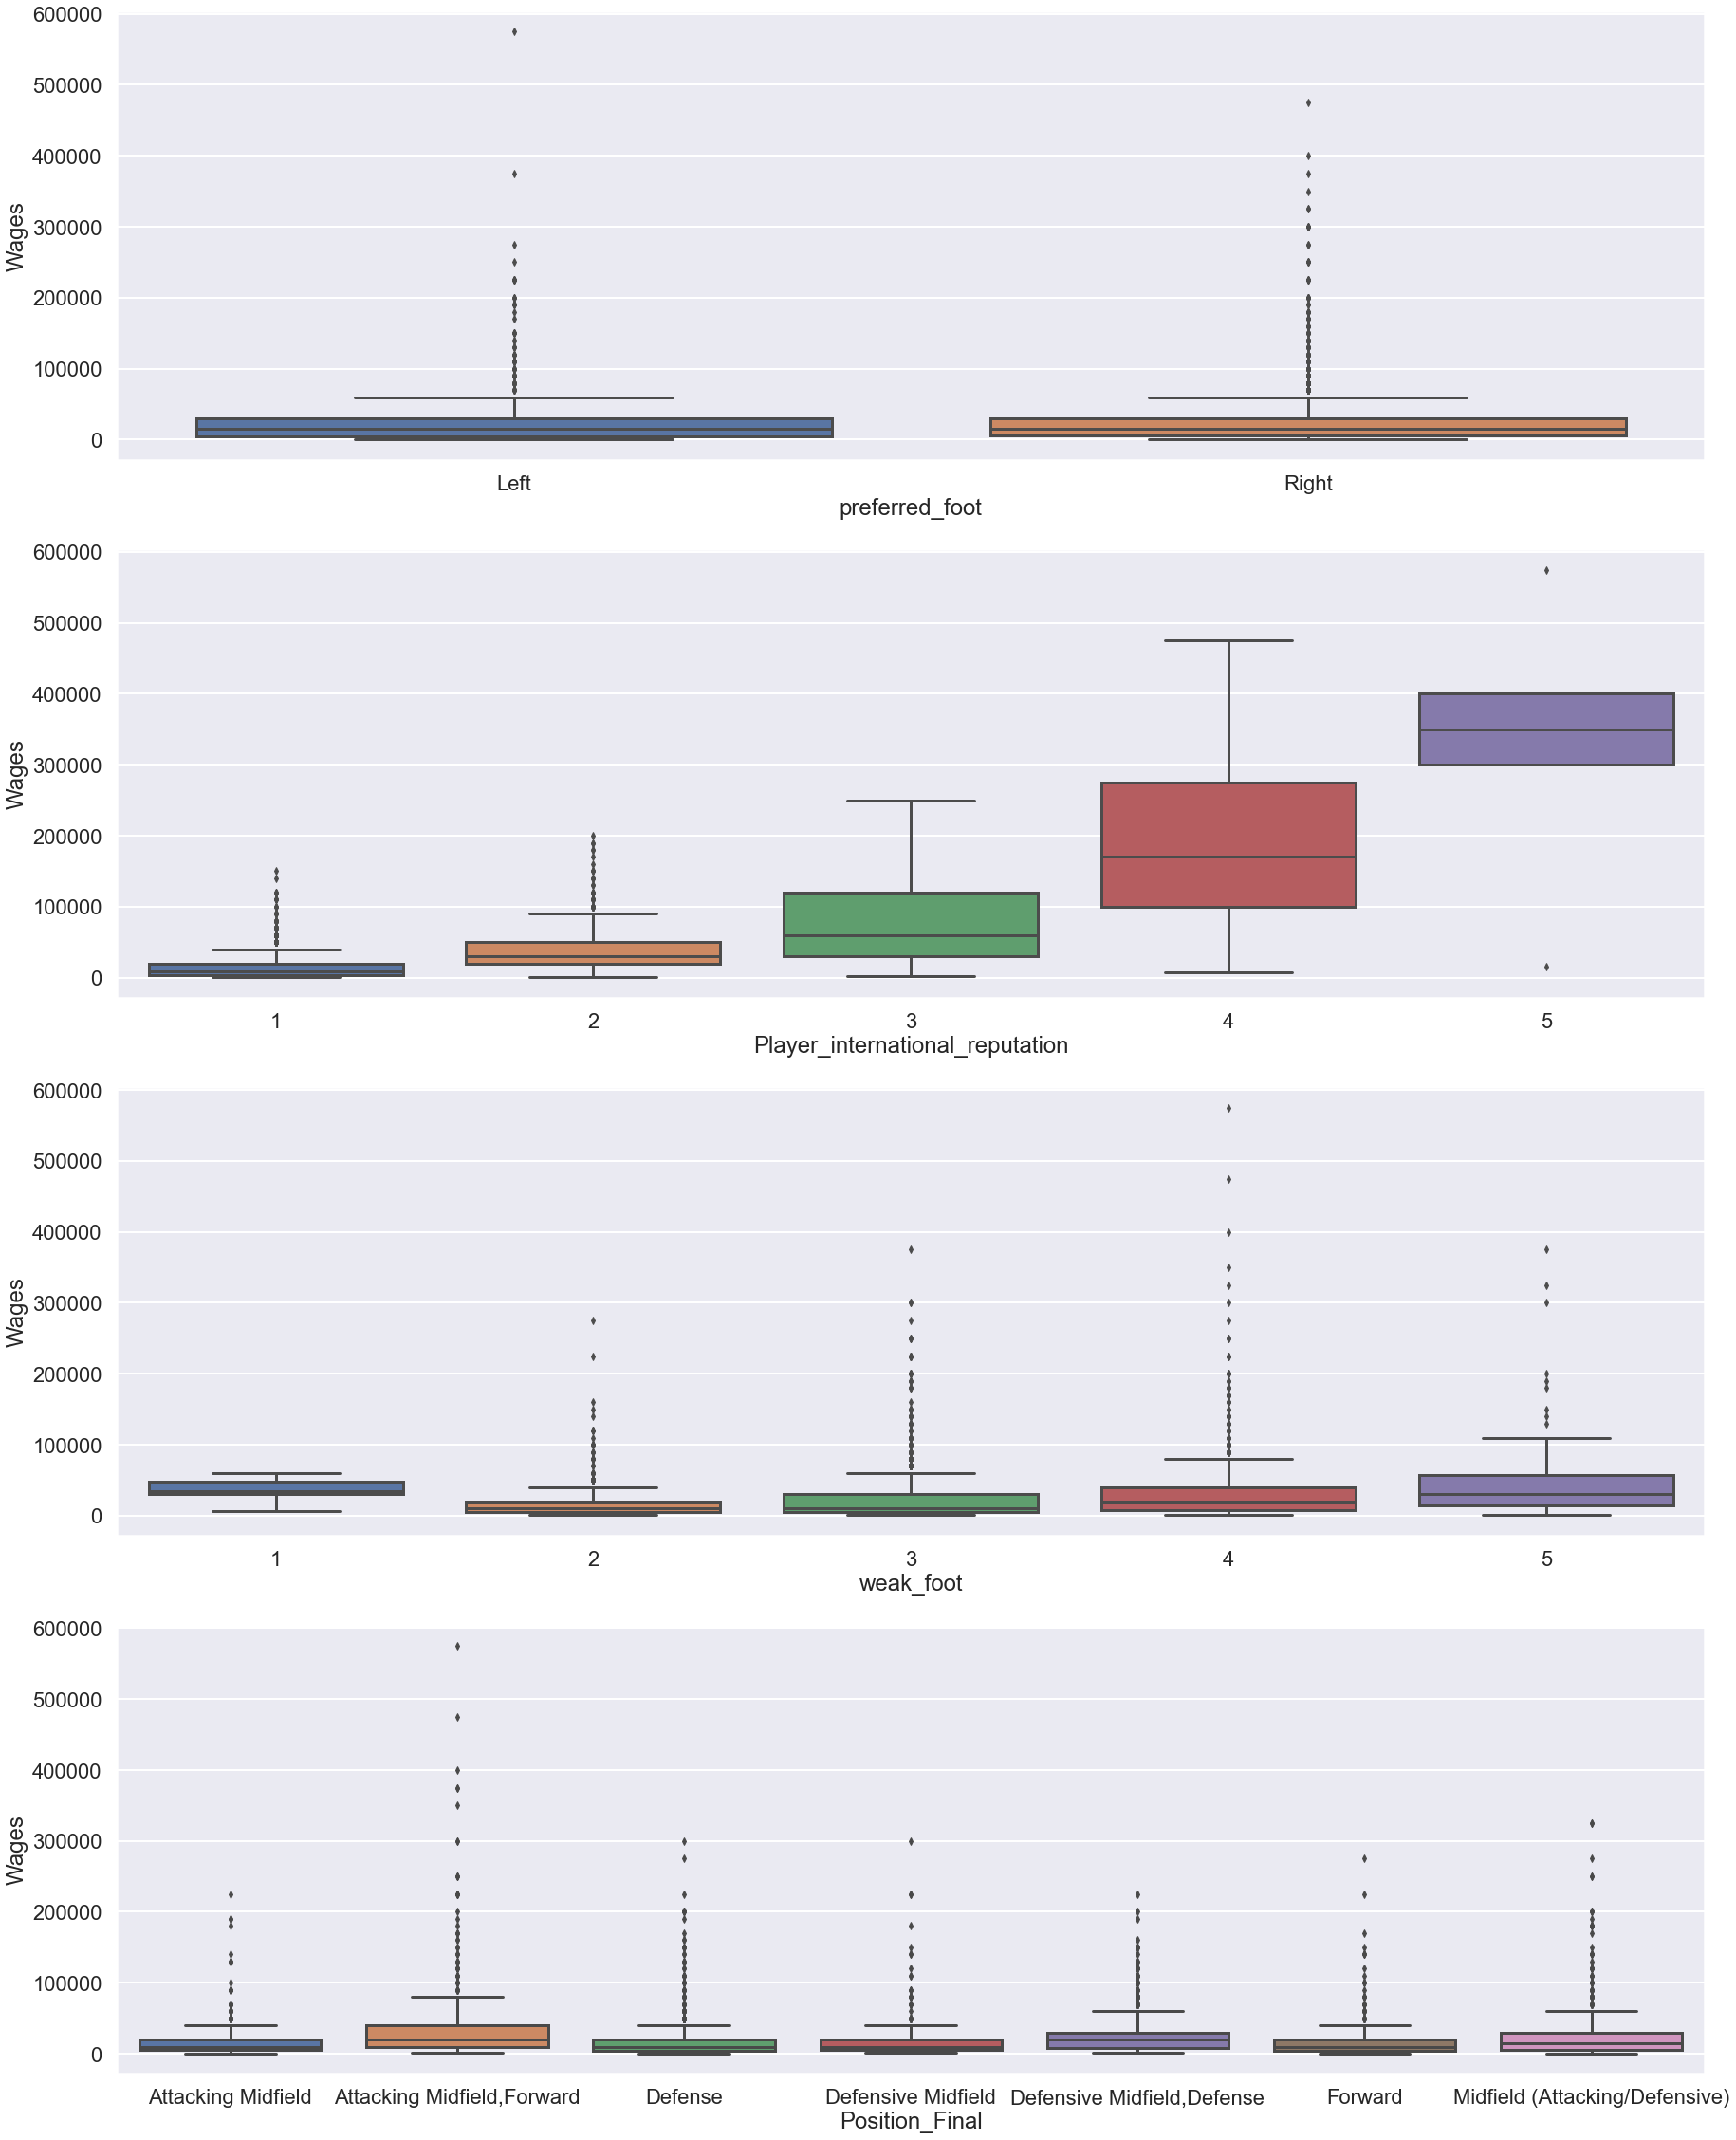 600000
500000
400000
300000
200000
100000
0
Wages
Left Right
preferred_foot
600000
500000
400000
300000
200000
100000
0
Wages
1 2 3 4 5
Player_international_reputation
600000
500000
400000
300000
200000
100000
0
Wages
1 2 3 4 5
weak_foot
600000
500000
400000
300000
200000
100000
0
Wages
Attacking Midfield Attacking Midfield,Forward Defense Defensive Midfield Defensive Midfield,Defense Forward Midfield (Attacking/Defensive)
Position_Final